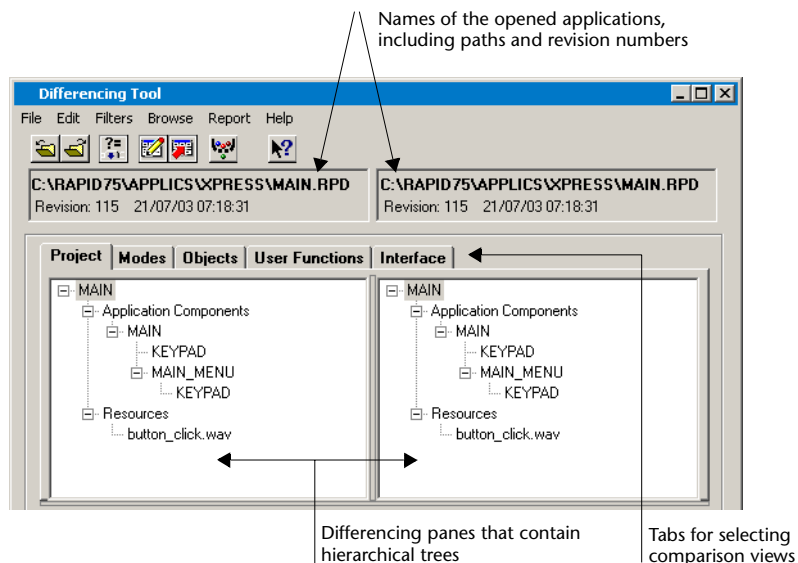 Names of the opened applications,
including paths and revision numbers
Differencing Tool
File Edit Filters Browse Report Help
C:\RAPID75\APPLICS\XPRESS\MAIN.RPD
Revision: 115 21/07/03 07:18:31
C:\RAPID75\APPLICS\XPRESS\MAIN.RPD
Revision: 115 21/07/03 07:18:31
Project Modes Objects User Functions Interface
MAIN
Application Components
MAIN
KEYPAD
MAIN_MENU
KEYPAD
Resources
button_click.wav
MAIN
Application Components
MAIN
KEYPAD
MAIN_MENU
KEYPAD
Resources
button_click.wav
Differencing panes that contain
hierarchical trees
Tabs for selecting
comparison views